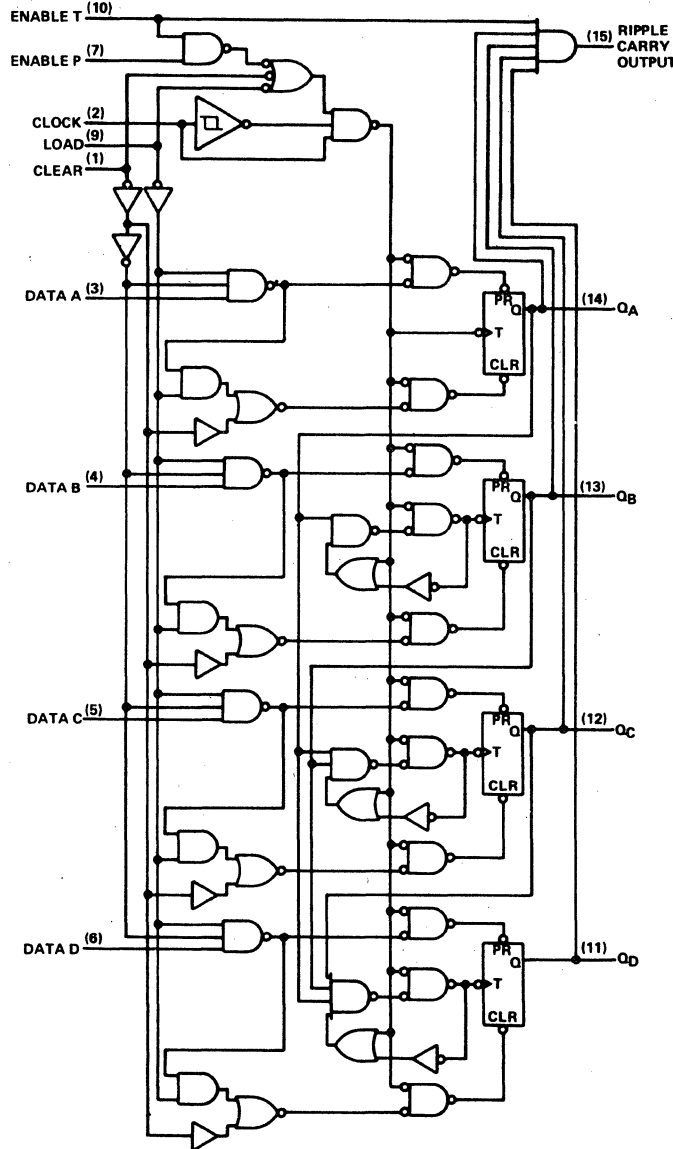 ENABLE T (10)
(15) RIPPLE CARRY OUTPUT
ENABLE P (7)
CLOCK (2)
LOAD (9)
CLEAR (1)
DATA A (3)
PR
Q
(14) QA
T
CLR
DATA B (4)
PR
Q
(13) QB
T
CLR
DATA C (5)
PR
Q
(12) QC
T
CLR
DATA D (6)
PR
Q
(11) QD
T
CLR